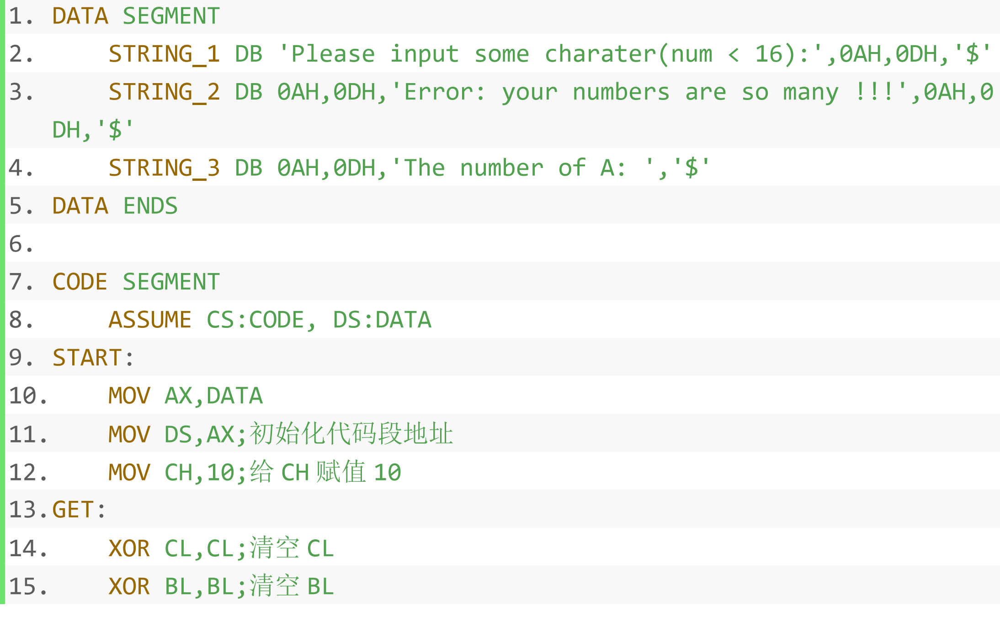 1. DATA SEGMENT
2.     STRING_1 DB 'Please input some charater(num < 16):',0AH,0DH,'$'
3.     STRING_2 DB 0AH,0DH,'Error: your numbers are so many !!!',0AH,0
DH,'$'
4.     STRING_3 DB 0AH,0DH,'The number of A: ','$'
5. DATA ENDS
6.
7. CODE SEGMENT
8.     ASSUME CS:CODE, DS:DATA
9. START:
10.    MOV AX,DATA
11.    MOV DS,AX;初始化代码段地址
12.    MOV CH,10;给 CH 赋值 10
13.GET:
14.    XOR CL,CL;清空 CL
15.    XOR BL,BL;清空 BL